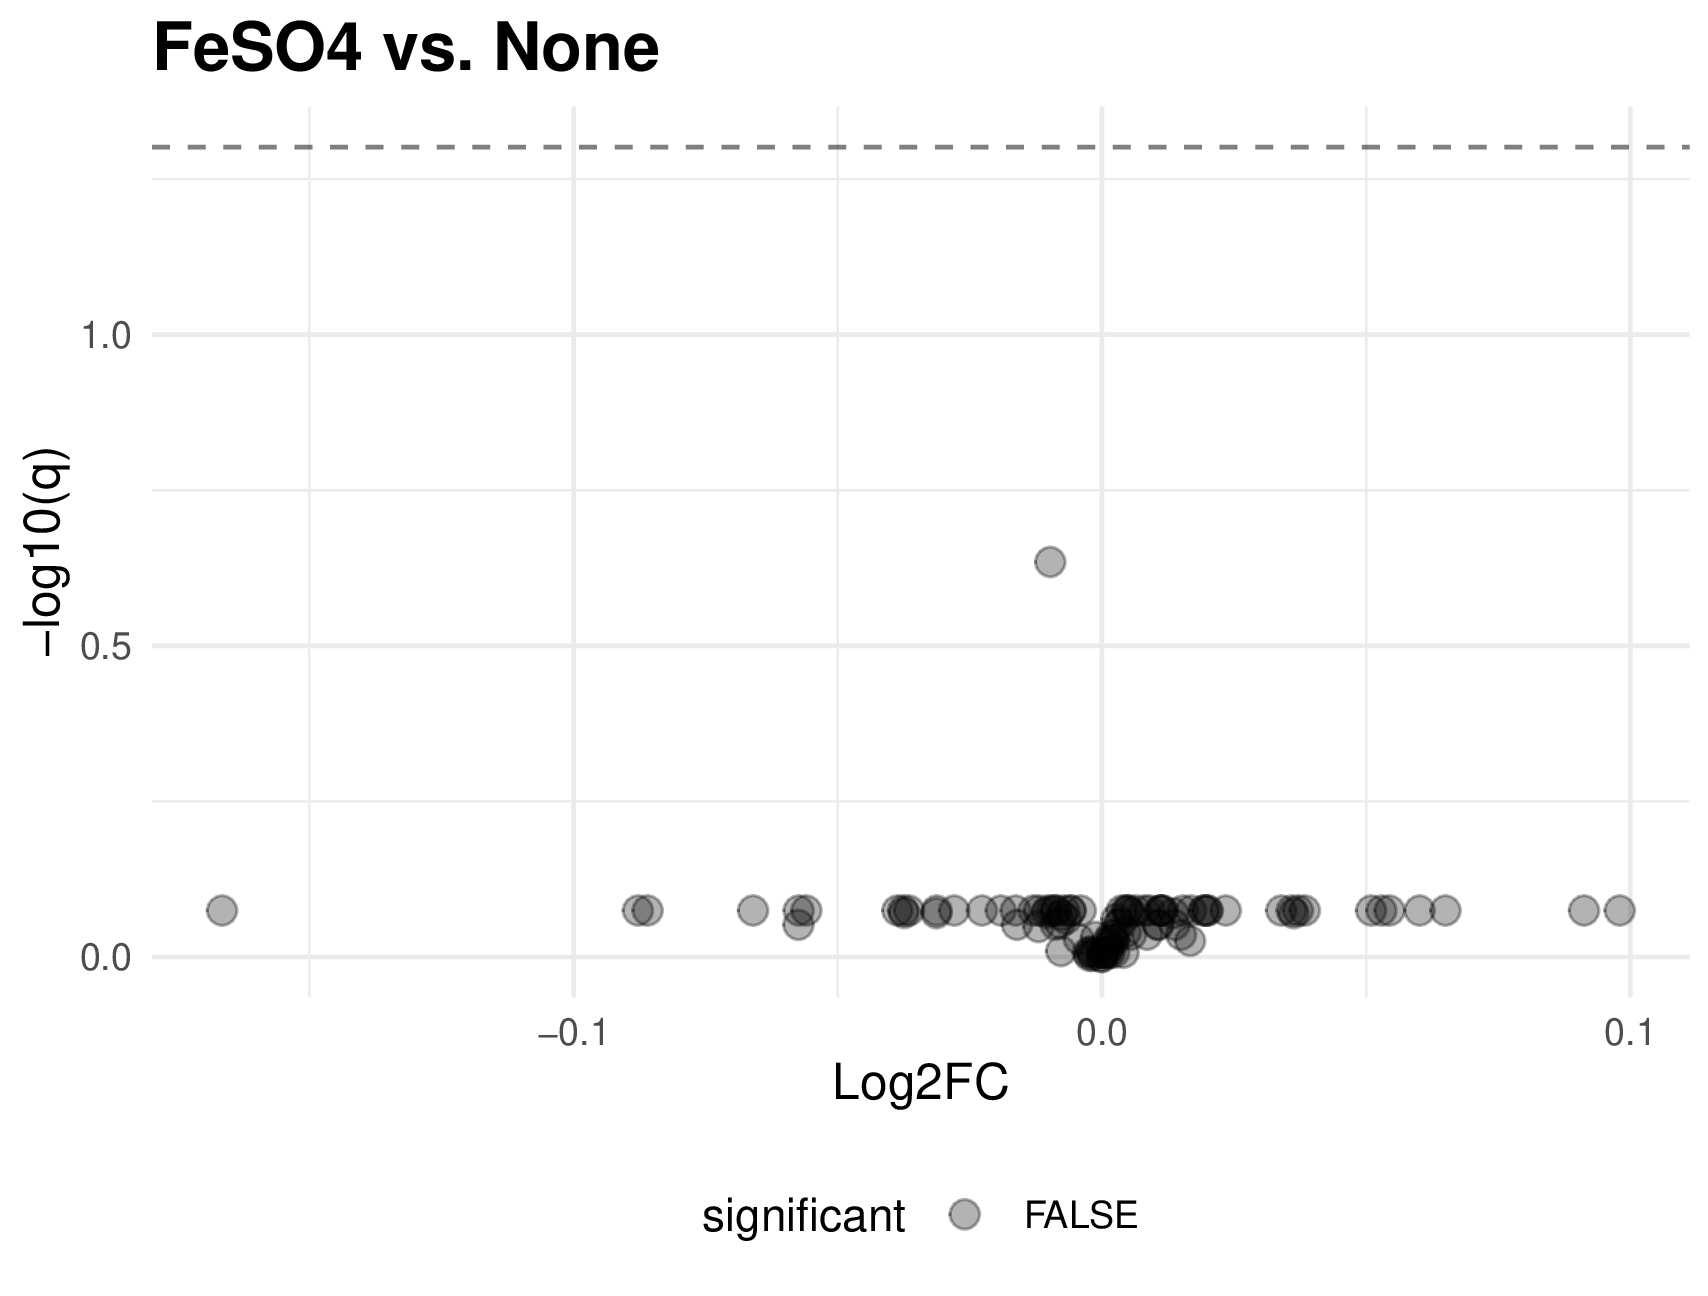 FeSO4 vs. None
−log10(q)
1.0
0.5
0.0
−0.1 0.0 0.1
Log2FC
significant FALSE